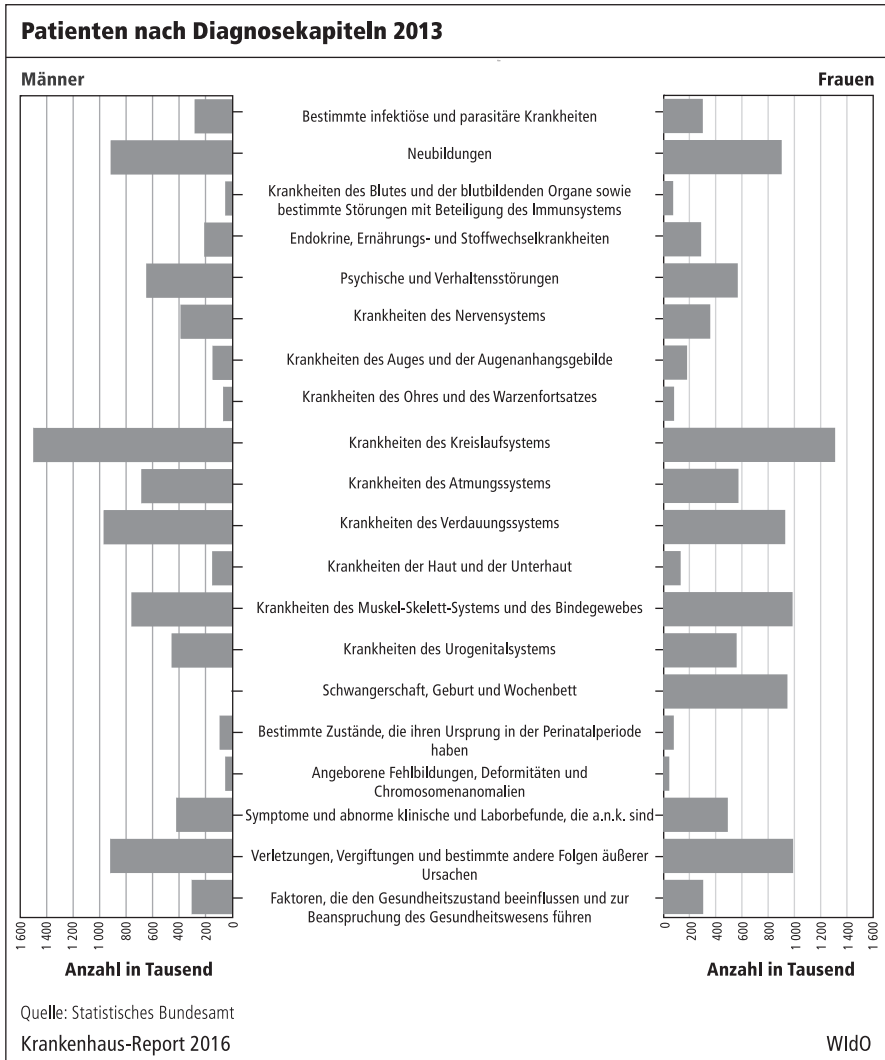 Patienten nach Diagnosekapiteln 2013
Männer
Frauen
Bestimmte infektiöse und parasitäre Krankheiten
Neubildungen
Krankheiten des Blutes und der blutbildenden Organe sowie
bestimmte Störungen mit Beteiligung des Immunsystems
Endokrine, Ernährungs- und Stoffwechselkrankheiten
Psychische und Verhaltensstörungen
Krankheiten des Nervensystems
Krankheiten des Auges und der Augenanhangsgebilde
Krankheiten des Ohres und des Warzenfortsatzes
Krankheiten des Kreislaufsystems
Krankheiten des Atmungssystems
Krankheiten des Verdauungssystems
Krankheiten der Haut und der Unterhaut
Krankheiten des Muskel-Skelett-Systems und des Bindegewebes
Krankheiten des Urogenitalsystems
Schwangerschaft, Geburt und Wochenbett
Bestimmte Zustände, die ihren Ursprung in der Perinatalperiode
haben
Angeborene Fehlbildungen, Deformitäten und
Chromosomenanomalien
Symptome und abnorme klinische und Laborbefunde, die a.n.k. sind
Verletzungen, Vergiftungen und bestimmte andere Folgen äußerer
Ursachen
Faktoren, die den Gesundheitszustand beeinflussen und zur
Beanspruchung des Gesundheitswesens führen
1 600 1 400 1 200 1 000 800 600 400 200 0
0 200 400 600 800 1 000 1 200 1 400 1 600
Anzahl in Tausend
Anzahl in Tausend
Quelle: Statistisches Bundesamt
Krankenhaus-Report 2016
WIdO